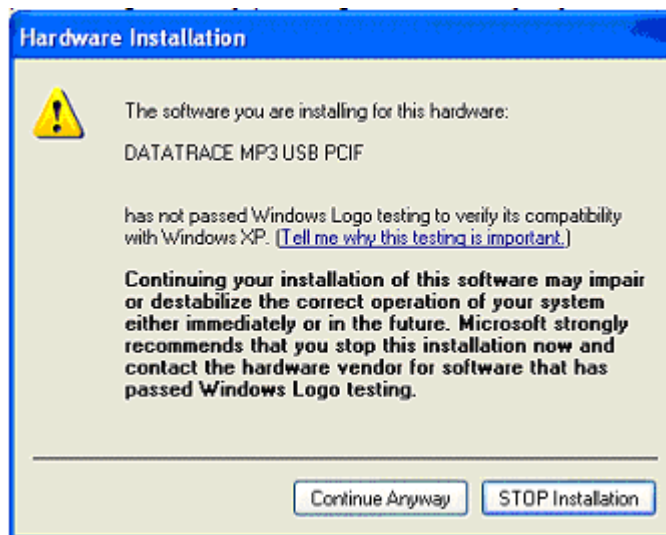 Hardware Installation
The software you are installing for this hardware:
DATATRACE MP3 USB PCIF
has not passed Windows Logo testing to verify its compatibility
with Windows XP. (Tell me why this testing is important.)
Continuing your installation of this software may impair
or destabilize the correct operation of your system
either immediately or in the future. Microsoft strongly
recommends that you stop this installation now and
contact the hardware vendor for software that has
passed Windows Logo testing.
Continue Anyway
STOP Installation